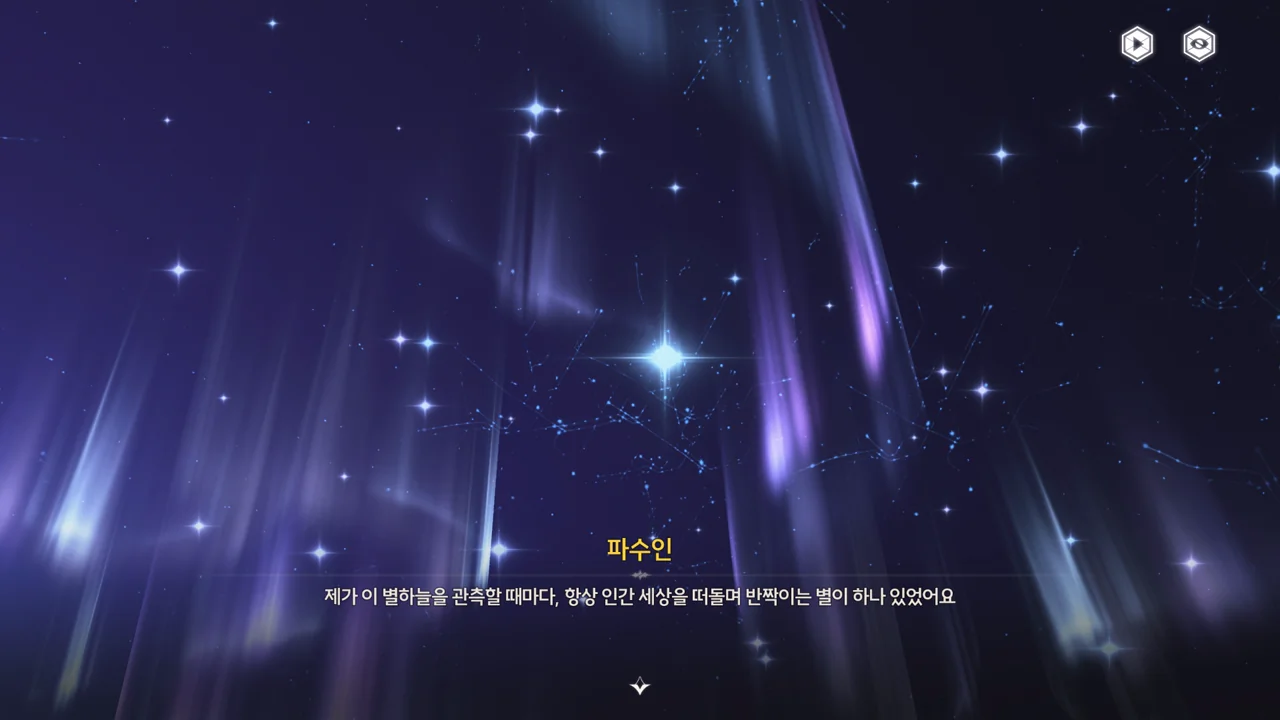 파수인
제가 이 별하늘을 관측할 때마다, 항상 인간 세상을 떠돌며 반짝이는 별이 하나 있었어요